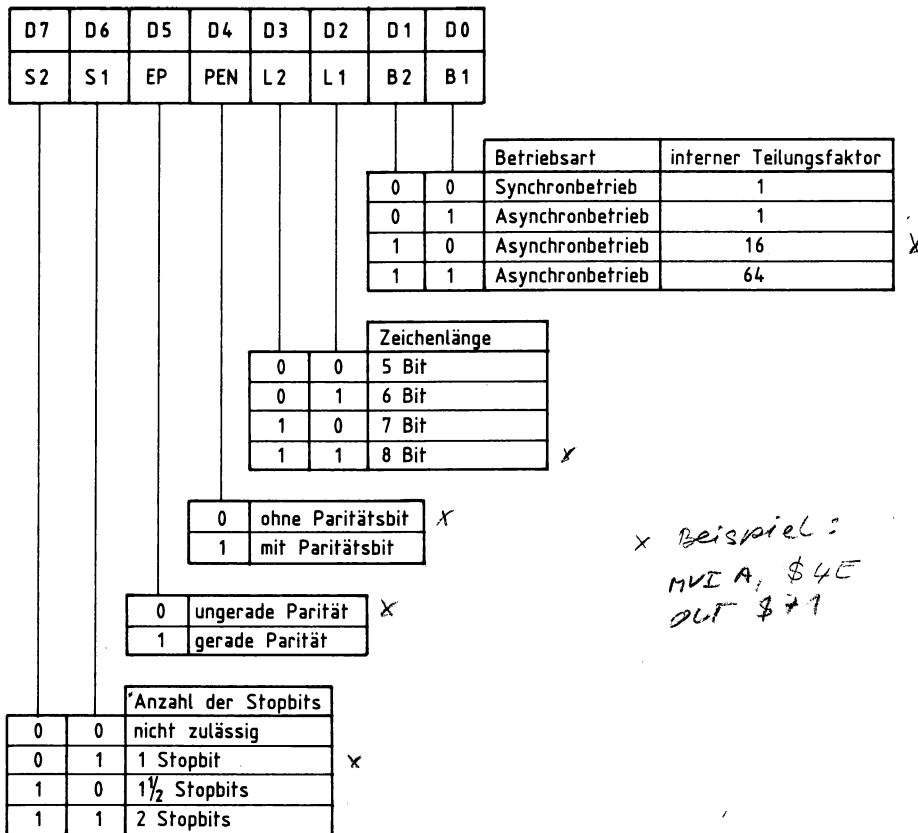 D7 D6 D5 D4 D3 D2 D1 D0
S2 S1 EP PEN L2 L1 B2 B1
Betriebsart interner Teilungsfaktor
0 0 Synchronbetrieb 1
0 1 Asynchronbetrieb 1
1 0 Asynchronbetrieb 16 x
1 1 Asynchronbetrieb 64
Zeichenlänge
0 0 5 Bit
0 1 6 Bit
1 0 7 Bit
1 1 8 Bit x
0 ohne Paritätsbit x
1 mit Paritätsbit
x Beispiel:
MVI A, $4E
OUT $71
0 ungerade Parität x
1 gerade Parität
Anzahl der Stopbits
0 0 nicht zulässig
0 1 1 Stopbit x
1 0 1½ Stopbits
1 1 2 Stopbits